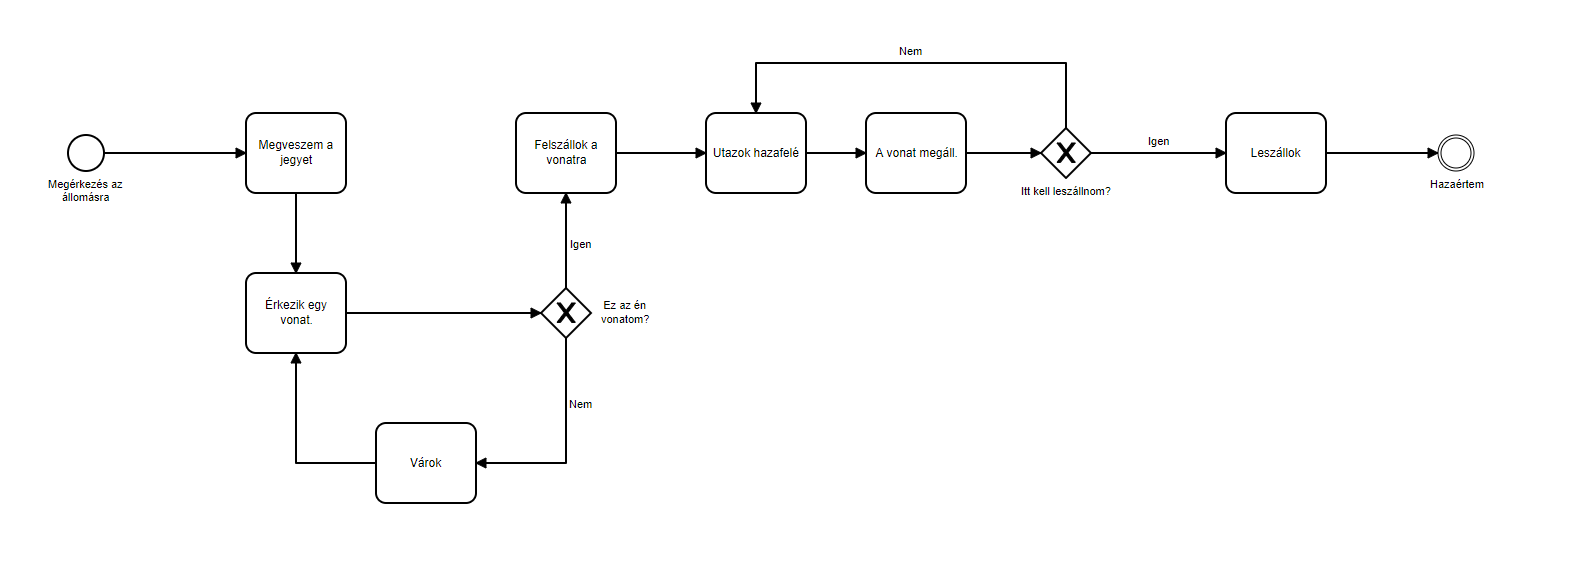 Nem
Megveszem a
jegyet
Felszállok a
vonatra
Utazok hazafelé
A vonat megáll.
Igen
Leszállok
Megérkezés az
állomásra
Itt kell leszállnom?
Hazaértem
Igen
Érkezik egy
vonat.
Ez az én
vonatom?
Nem
Várok